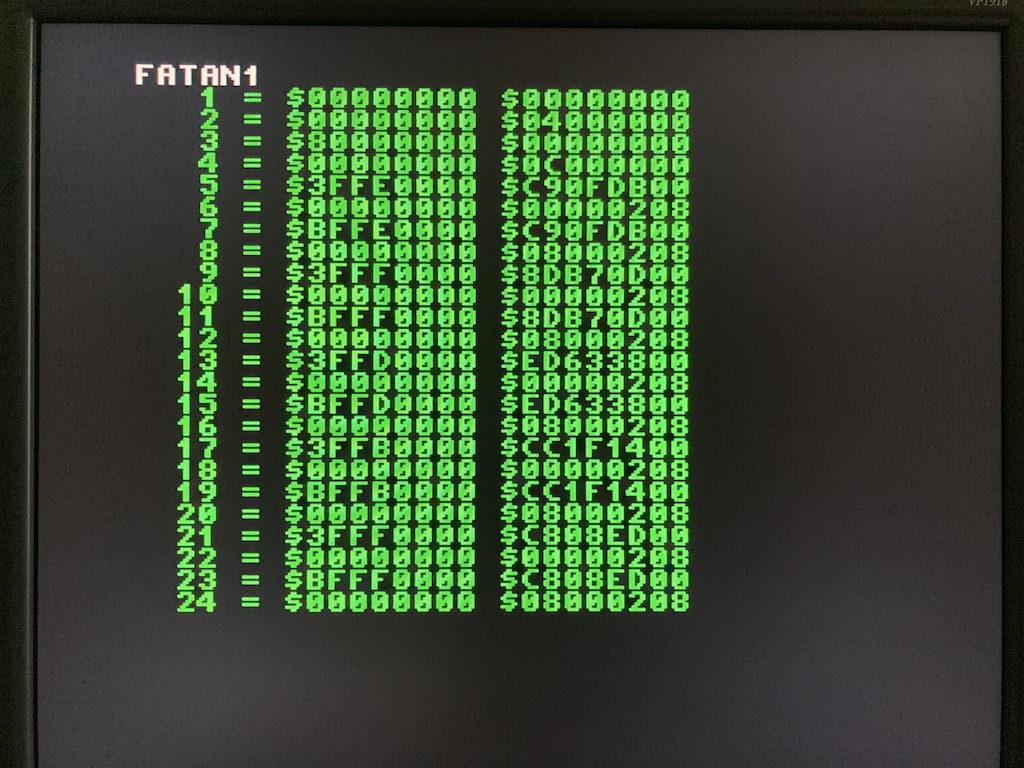 VP191b
FATAN1
1 = $00000000 $00000000
2 = $00000000 $04000000
3 = $80000000 $00000000
4 = $00000000 $0C000000
5 = $3FFE0000 $C90FDB00
6 = $00000000 $00000208
7 = $BFFE0000 $C90FDB00
8 = $00000000 $08000208
9 = $3FFF0000 $8DB70D00
10 = $00000000 $00000208
11 = $BFFF0000 $8DB70D00
12 = $00000000 $08000208
13 = $3FFD0000 $ED633800
14 = $00000000 $00000208
15 = $BFFD0000 $ED633800
16 = $00000000 $08000208
17 = $3FFB0000 $CC1F1400
18 = $00000000 $00000208
19 = $BFFB0000 $CC1F1400
20 = $00000000 $08000208
21 = $3FFF0000 $C808ED00
22 = $00000000 $00000208
23 = $BFFF0000 $C808ED00
24 = $00000000 $08000208